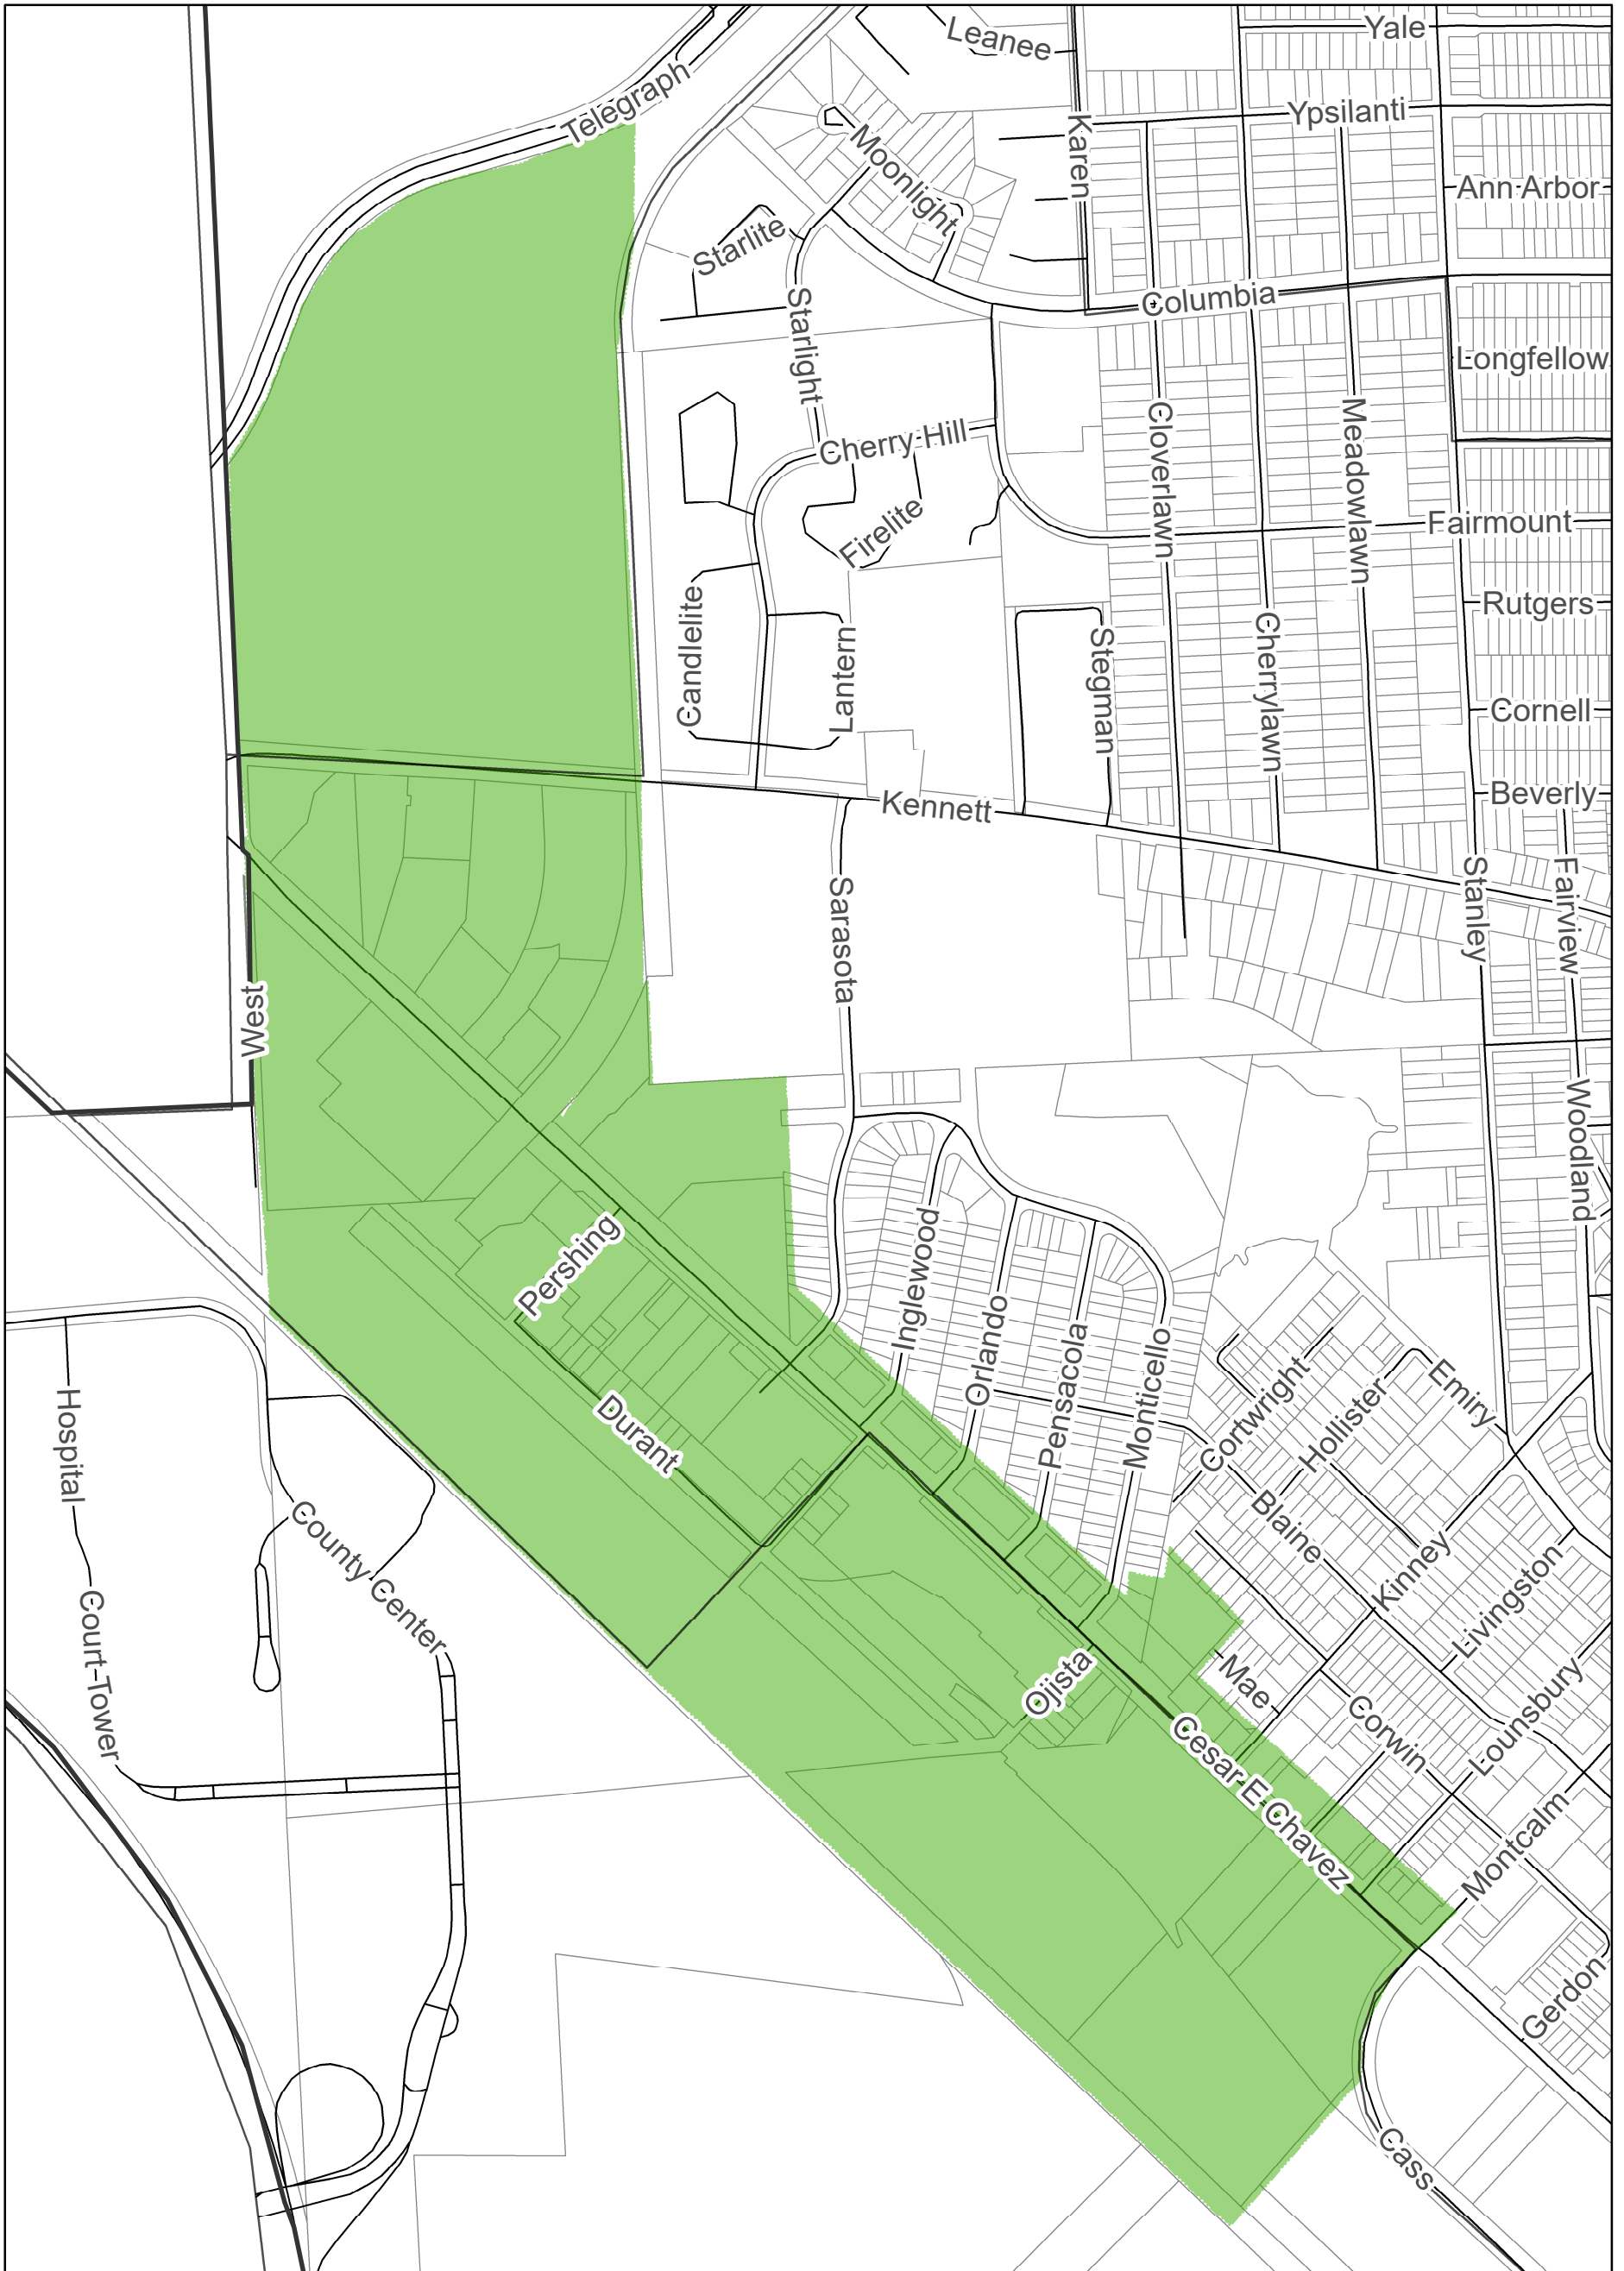 Leanee
Yale
Telegraph
Ypsilanti
Karen
Moonlight
Ann Arbor
Starlite
Columbia
Starlight
Longfellow
Cherry Hill
Cloverlawn
Meadowlawn
Firelite
Fairmount
Candlelite
Lantern
Stegman
Cherrylawn
Rutgers
Cornell
Kennett
Beverly
Sarasota
Stanley
Fairview
West
Woodland
Pershing
Inglewood
Orlando
Pensacola
Monticello
Cortwright
Hollister
Emiry
Durant
Hospital
Blaine
County Center
Kinney
Livingston
Court-Tower
Ojista
Mae
Corwin
Lounsbury
Cesar E Chavez
Montcalm
Gerdon
Cass